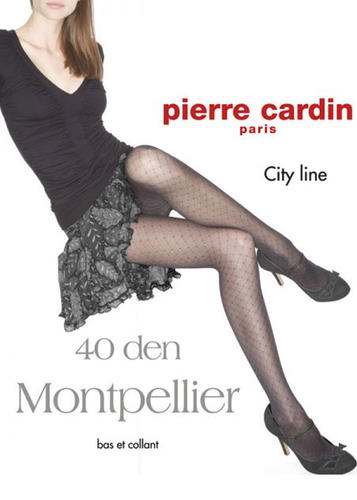 pierre cardin
paris
City line
40 den
Montpellier
bas et collant